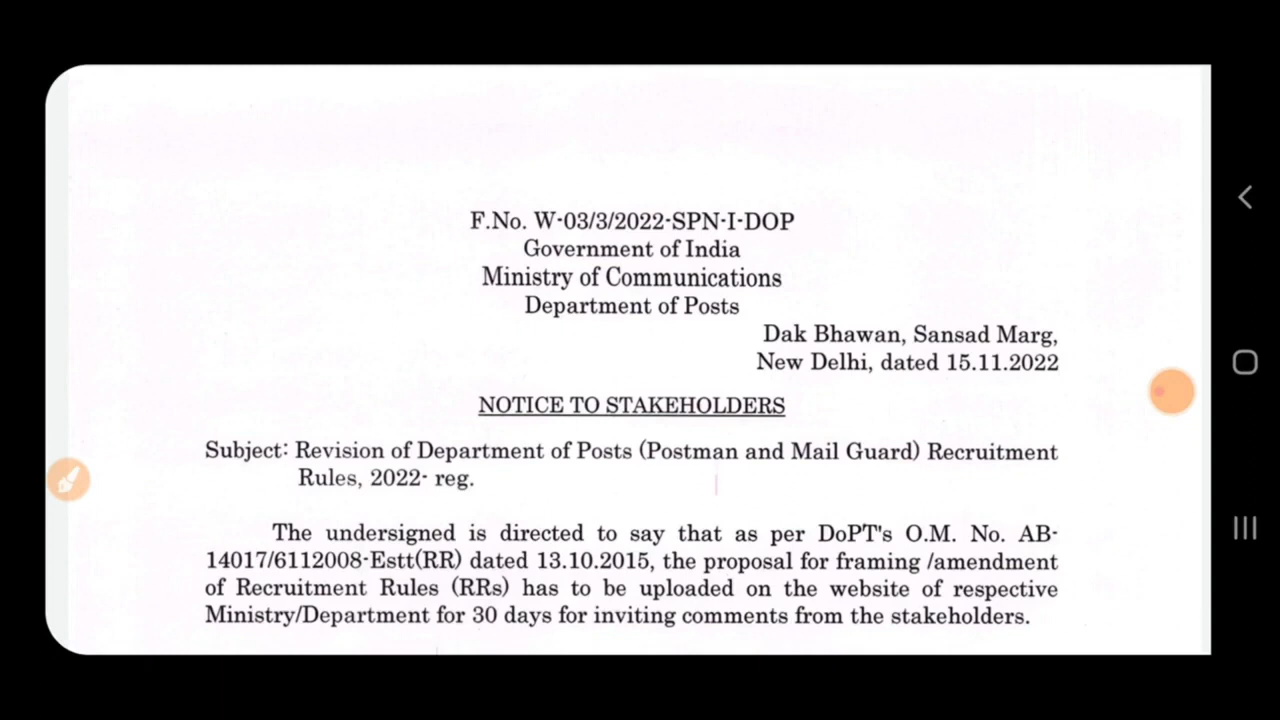 F.No. W-03/3/2022-SPN-I-DOP
Government of India
Ministry of Communications
Department of Posts
Dak Bhawan, Sansad Marg,
New Delhi, dated 15.11.2022
NOTICE TO STAKEHOLDERS
Subject: Revision of Department of Posts (Postman and Mail Guard) Recruitment
Rules, 2022- reg.
The undersigned is directed to say that as per DoPT's O.M. No. AB-
14017/6112008-Estt(RR) dated 13.10.2015, the proposal for framing /amendment
of Recruitment Rules (RRs) has to be uploaded on the website of respective
Ministry/Department for 30 days for inviting comments from the stakeholders.